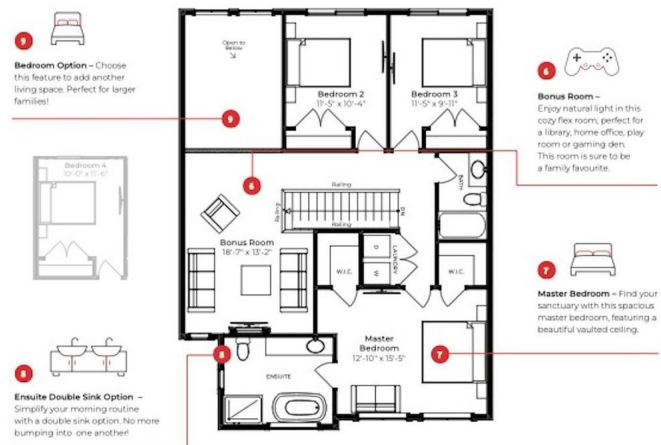 9
Bedroom Option – Choose
this feature to add another
living space. Perfect for larger
families!
Bedroom 4
10'-0" x 11'-6"
8
Ensuite Double Sink Option –
Simplify your morning routine
with a double sink option. No more
bumping into one another!
Open to
Below
9
Bedroom 2
11'-5" x 10'-4"
Bedroom 3
11'-5" x 9'-11"
6
BATH
Railing
Railing
DN
Railing
Bonus Room
18'-7" x 13'-2"
W.I.C.
D
W
LAUNDRY
W.I.C.
Master
Bedroom
12'-10" x 15'-5"
7
8
ENSUITE
6
Bonus Room –
Enjoy natural light in this
cozy flex room, perfect for
a library, home office, play
room or gaming den.
This room is sure to be
a family favourite.
7
Master Bedroom – Find your
sanctuary with this spacious
master bedroom, featuring a
beautiful vaulted ceiling.